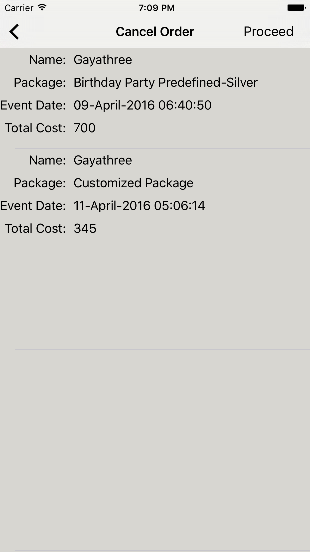 Carrier 7:09 PM
Cancel Order Proceed
Name: Gayathree
Package: Birthday Party Predefined-Silver
Event Date: 09-April-2016 06:40:50
Total Cost: 700
Name: Gayathree
Package: Customized Package
Event Date: 11-April-2016 05:06:14
Total Cost: 345